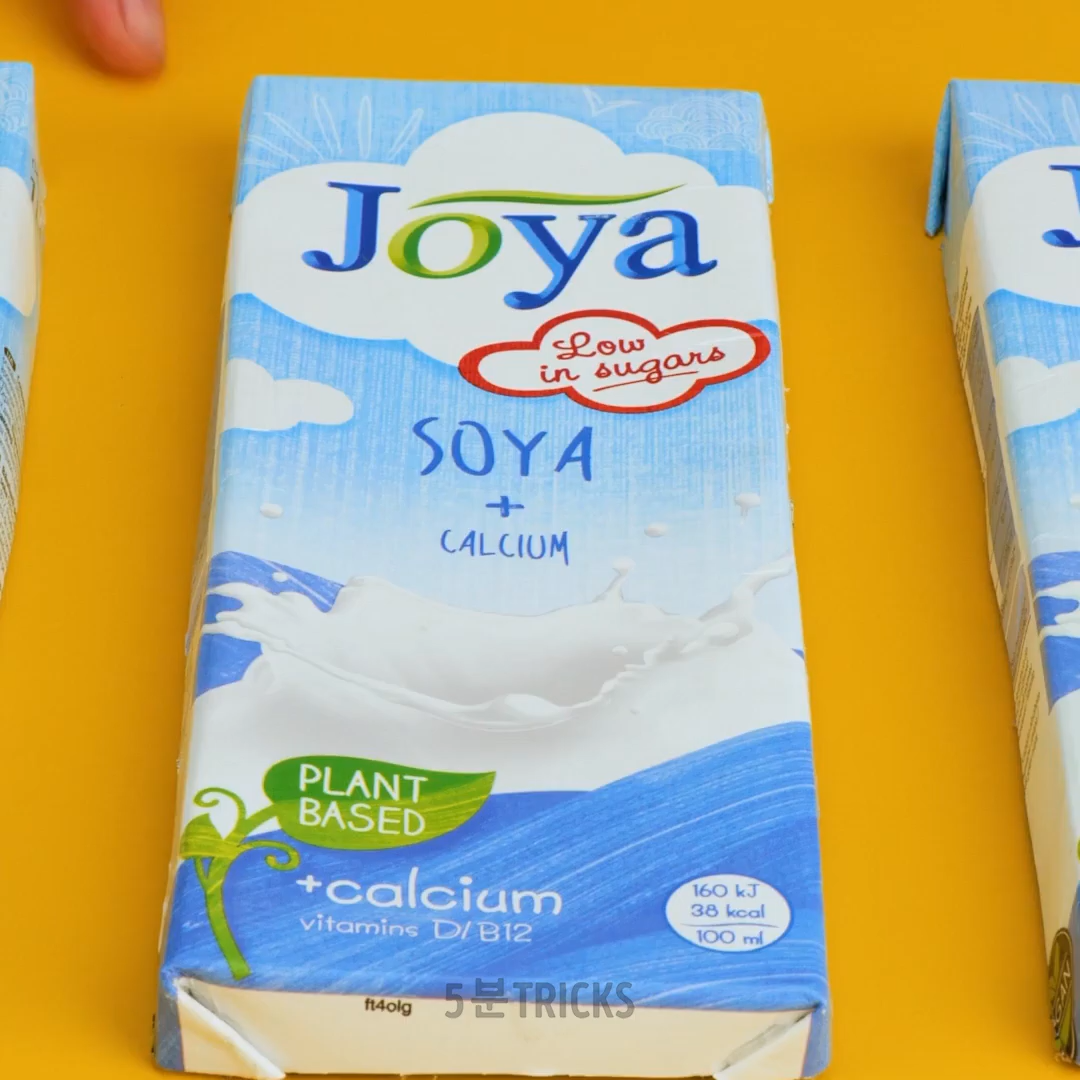 Joya
Low
in sugars
SOYA
+
CALCIUM
PLANT
BASED
+calcium
vitamins D/B12
160 kJ
38 kcal
100 ml
ft4olg
5분TRICKS